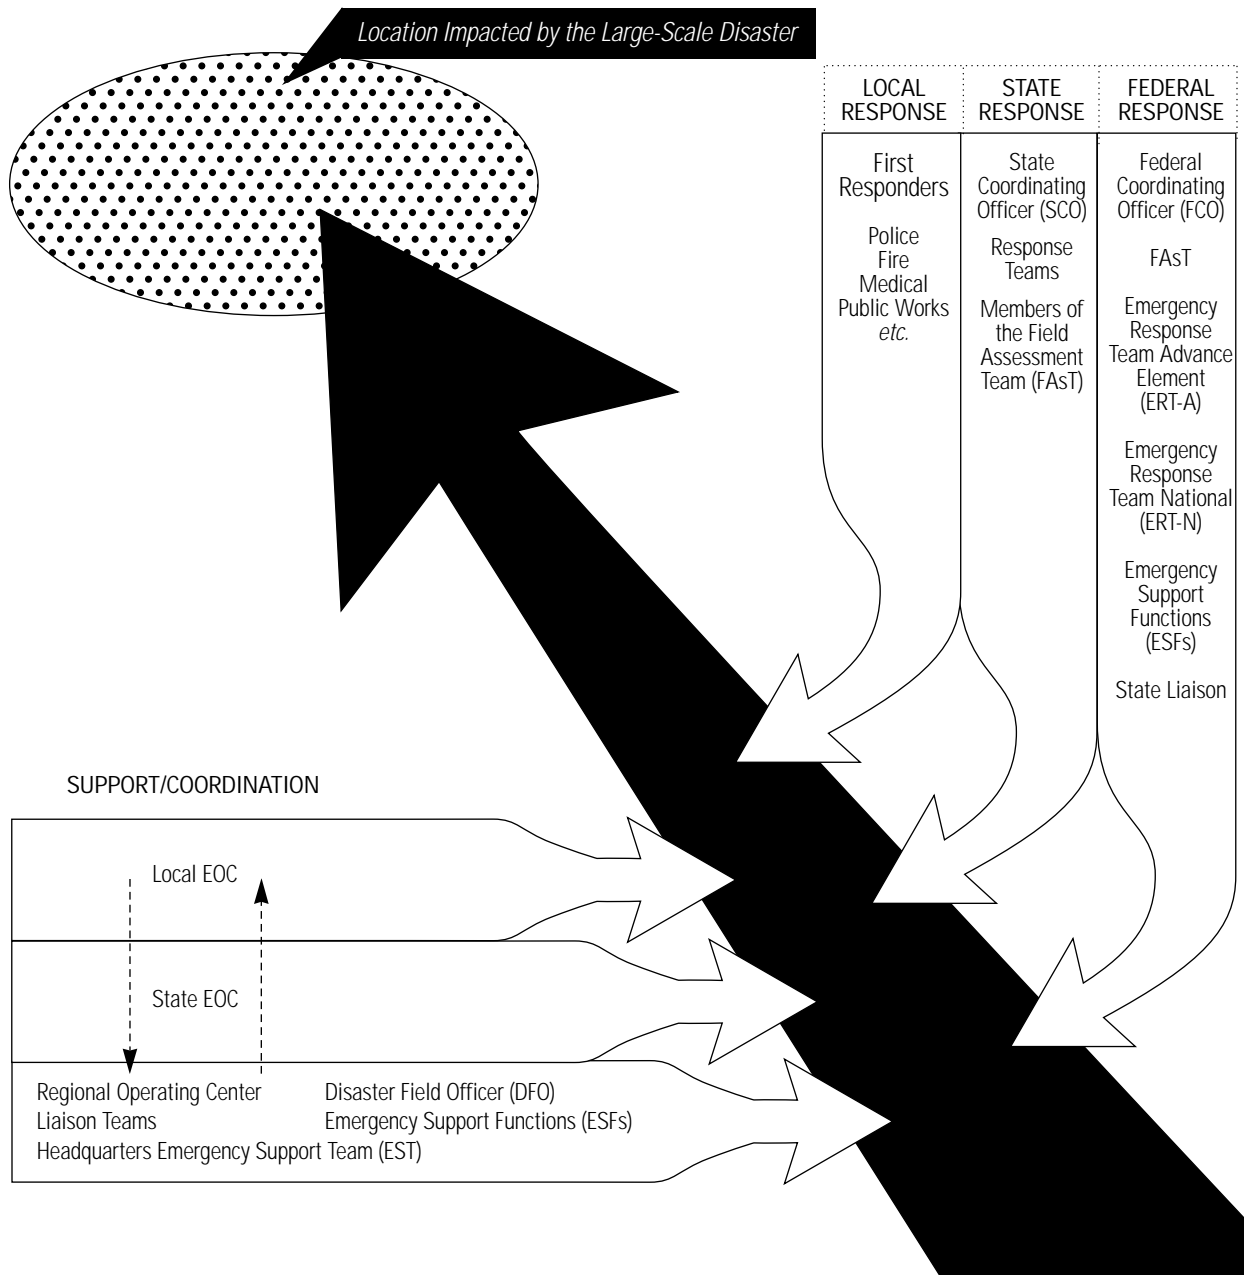 Location Impacted by the Large-Scale Disaster
LOCAL
RESPONSE
STATE
RESPONSE
FEDERAL
RESPONSE
First
Responders
Police
Fire
Medical
Public Works
etc.
State
Coordinating
Officer (SCO)
Response
Teams
Members of
the Field
Assessment
Team (FAsT)
Federal
Coordinating
Officer (FCO)
FAsT
Emergency
Response
Team Advance
Element
(ERT-A)
Emergency
Response
Team National
(ERT-N)
Emergency
Support
Functions
(ESFs)
State Liaison
SUPPORT/COORDINATION
Local EOC
State EOC
Regional Operating Center
Liaison Teams
Headquarters Emergency Support Team (EST)
Disaster Field Officer (DFO)
Emergency Support Functions (ESFs)